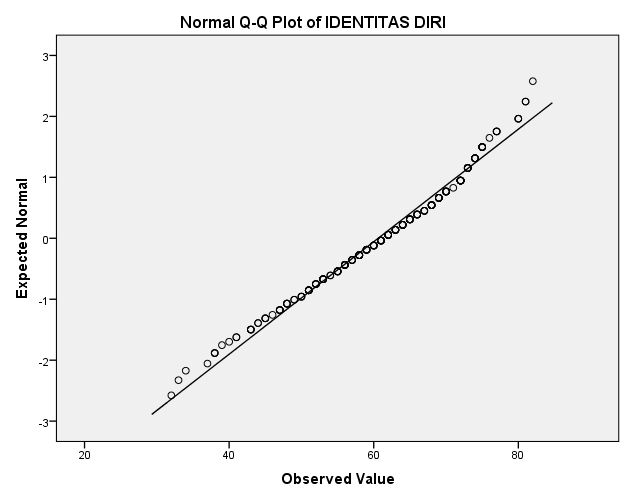 Normal Q-Q Plot of IDENTITAS DIRI
3
2
1
0
-1
-2
-3
Expected Normal
20 40 60 80
Observed Value